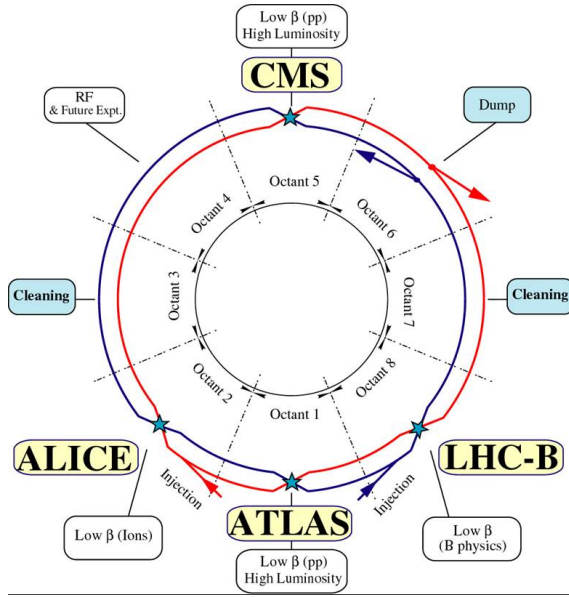 Low β (pp)
High Luminosity
CMS
RF
& Future Expt.
Dump
Octant 5
Octant 4
Octant 6
Cleaning
Octant 3
Octant 7
Cleaning
Octant 2
Octant 8
Octant 1
ALICE
LHC-B
Injection
Injection
ATLAS
Low β (Ions)
Low β
(B physics)
Low β (pp)
High Luminosity